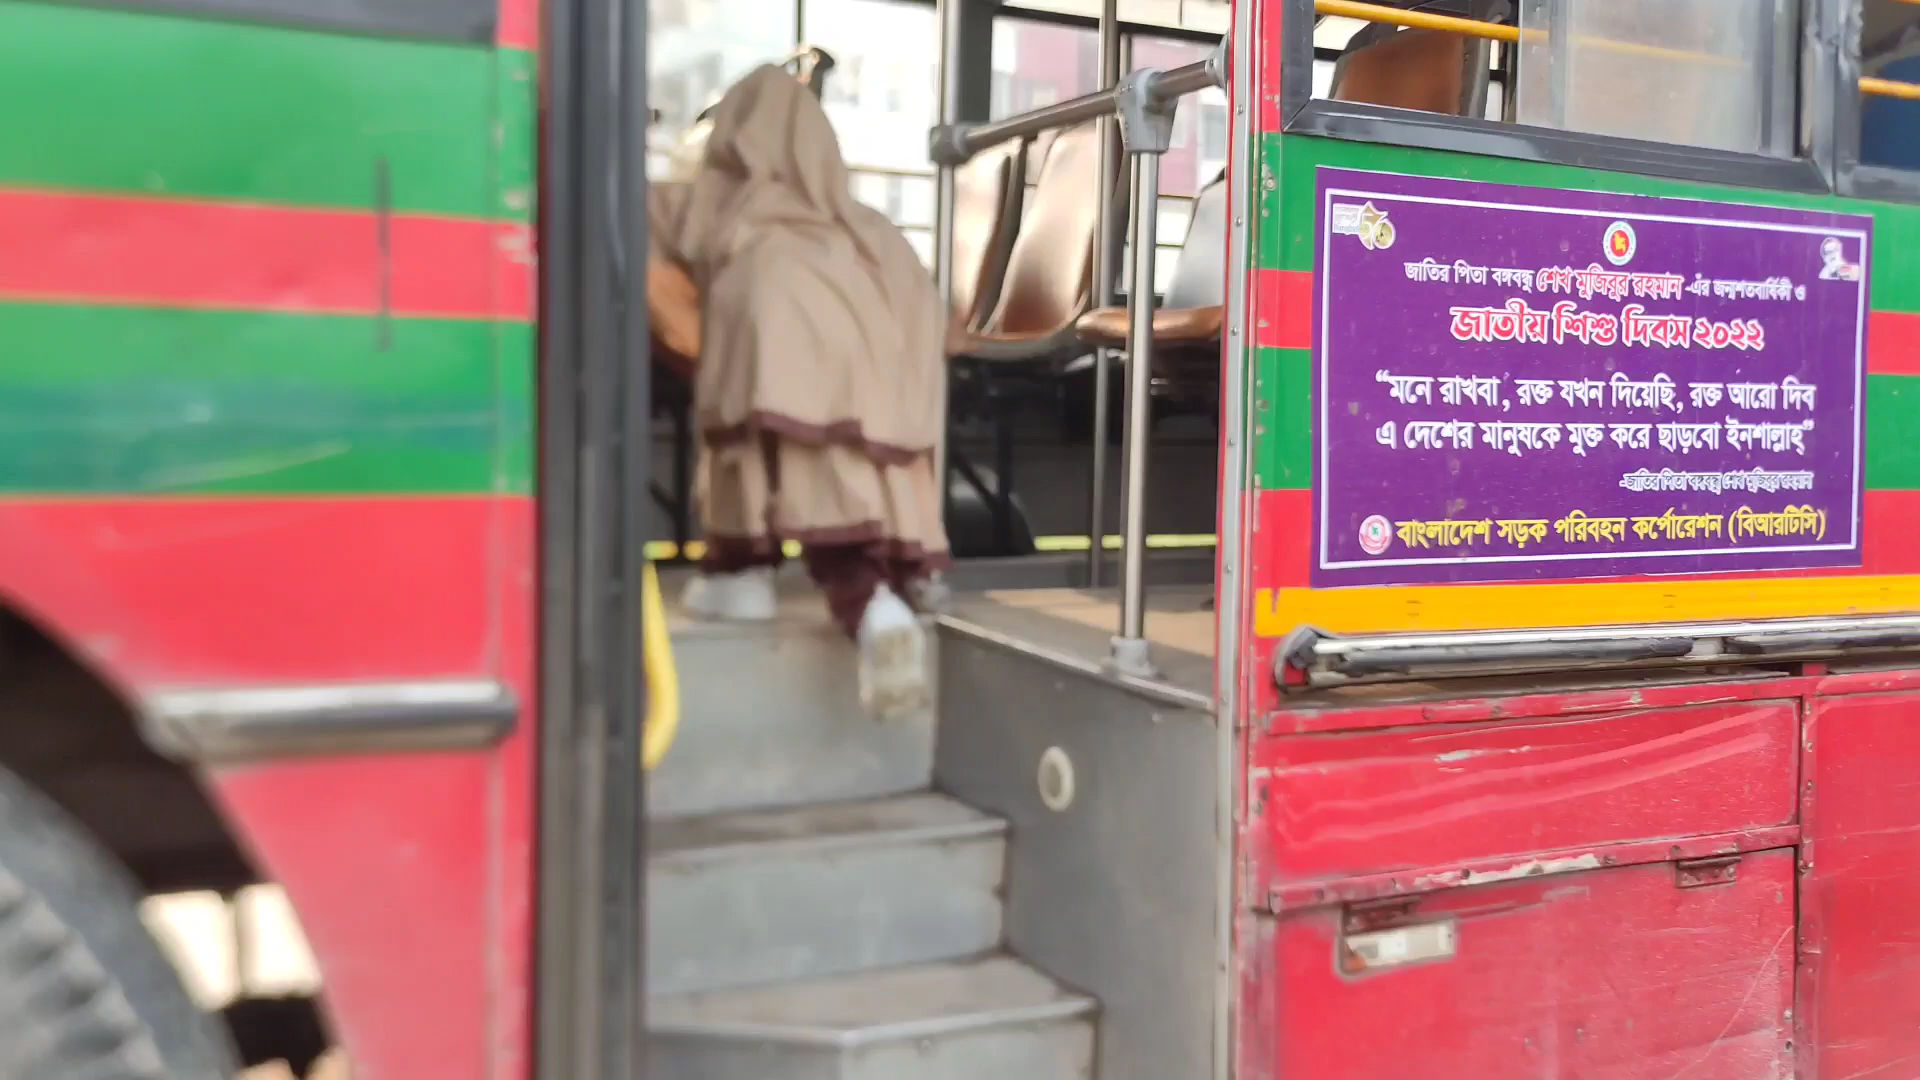 জাতির পিতা বঙ্গবন্ধু শেখ মুজিবুর রহমান -এঁর জন্মশতবার্ষিকী ও
জাতীয় শিশু দিবস ২০২২
“মনে রাখবা, রক্ত যখন দিয়েছি, রক্ত আরো দিব
এ দেশের মানুষকে মুক্ত করে ছাড়বো ইনশাল্লাহ্”
-জাতির পিতা বঙ্গবন্ধু শেখ মুজিবুর রহমান
বাংলাদেশ সড়ক পরিবহন কর্পোরেশন (বিআরটিসি)